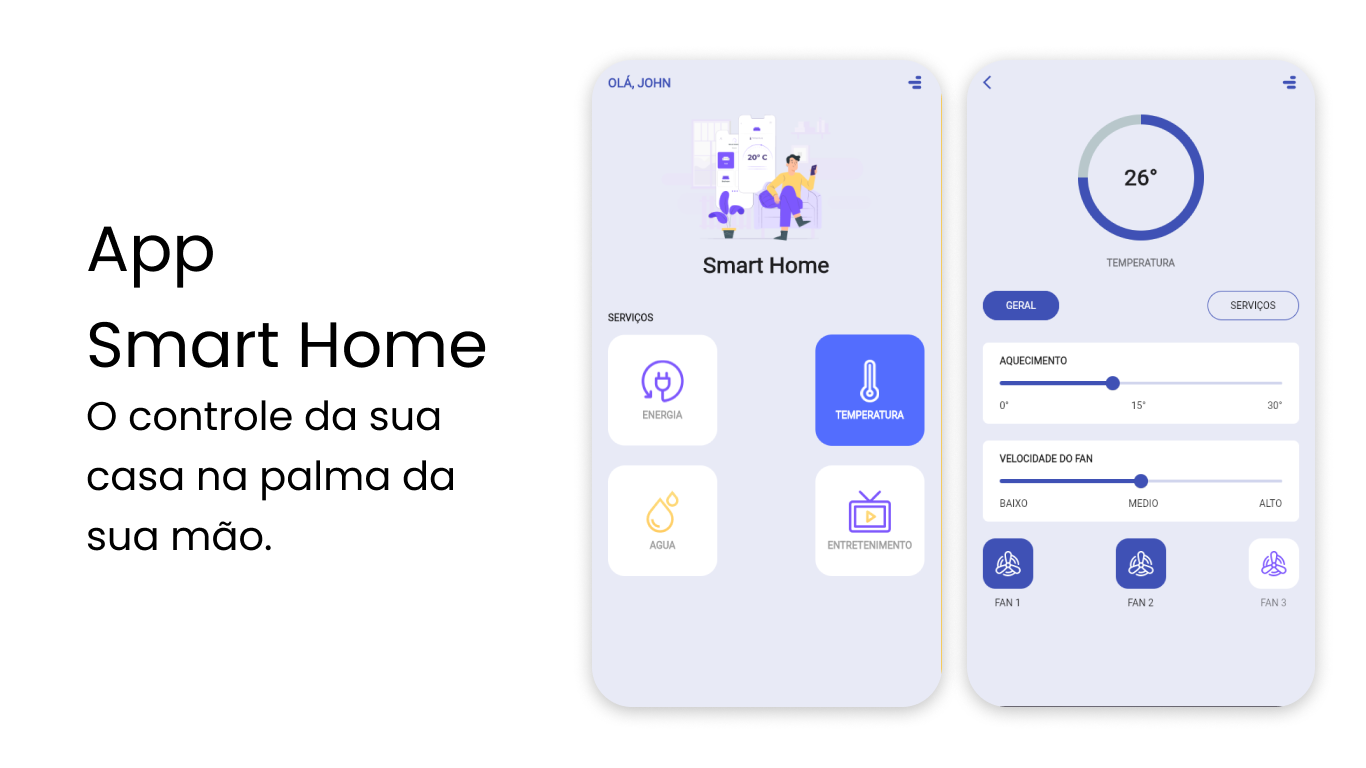 App
Smart Home
O controle da sua
casa na palma da
sua mão.
OLÁ, JOHN
20° C
Smart Home
SERVIÇOS
ENERGIA
TEMPERATURA
AGUA
ENTRETENIMENTO
26°
TEMPERATURA
GERAL
SERVIÇOS
AQUECIMENTO
0° 15° 30°
VELOCIDADE DO FAN
BAIXO MEDIO ALTO
FAN 1 FAN 2 FAN 3